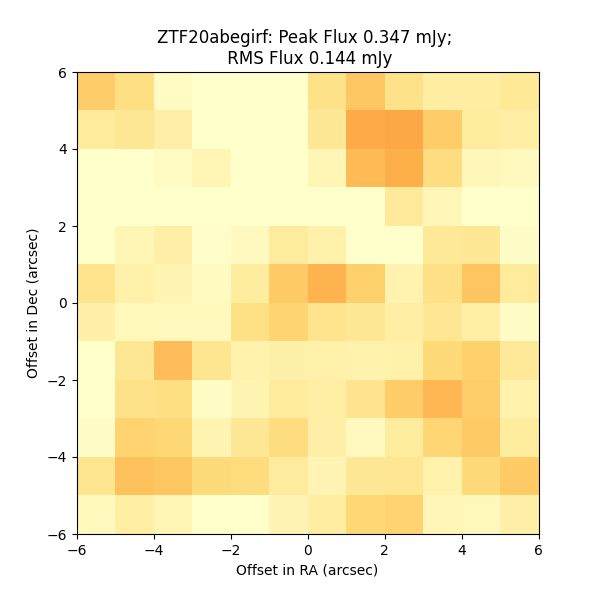 ZTF20abegirf: Peak Flux 0.347 mJy;
RMS Flux 0.144 mJy
6
4
2
0
−2
−4
−6
Offset in Dec (arcsec)
−6 −4 −2 0 2 4 6
Offset in RA (arcsec)